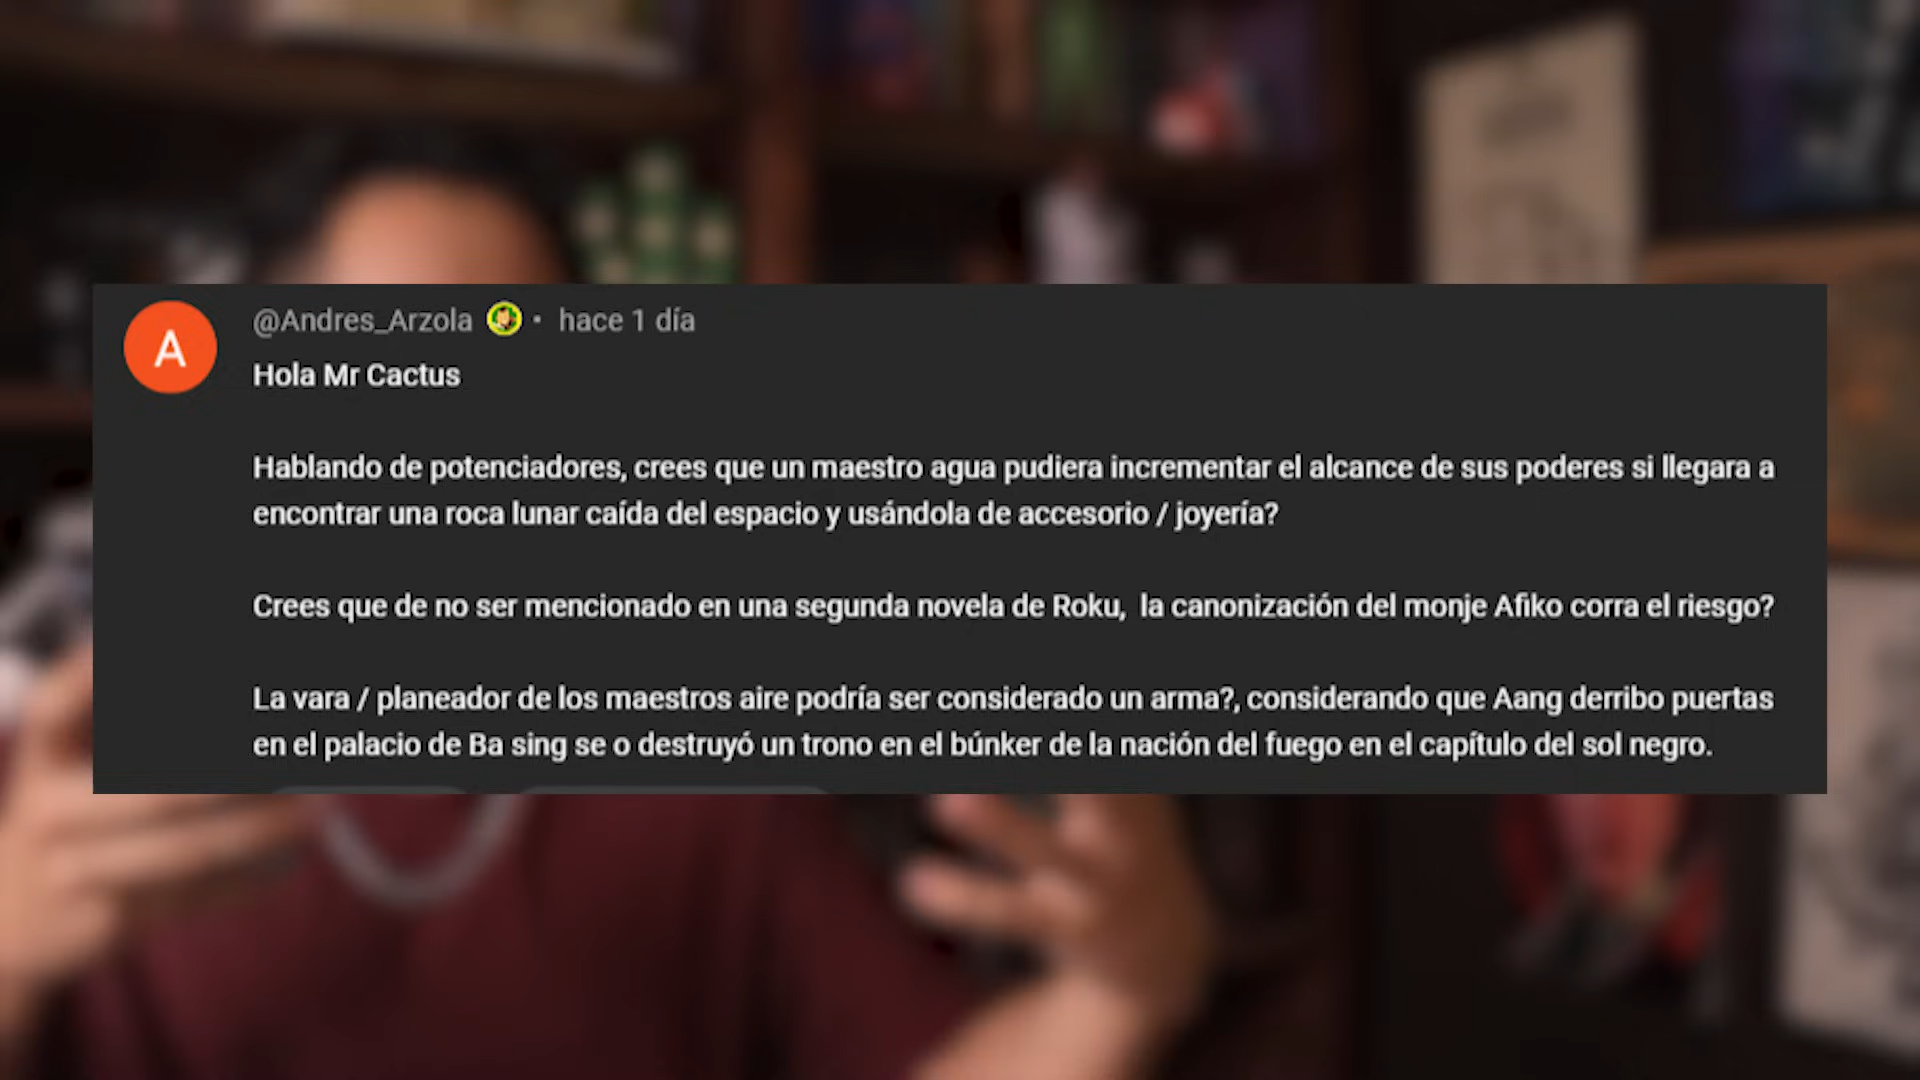 A
@Andres_Arzola · hace 1 día
Hola Mr Cactus
Hablando de potenciadores, crees que un maestro agua pudiera incrementar el alcance de sus poderes si llegara a
encontrar una roca lunar caída del espacio y usándola de accesorio / joyería?
Crees que de no ser mencionado en una segunda novela de Roku, la canonización del monje Afiko corra el riesgo?
La vara / planeador de los maestros aire podría ser considerado un arma?, considerando que Aang derribo puertas
en el palacio de Ba sing se o destruyó un trono en el búnker de la nación del fuego en el capítulo del sol negro.